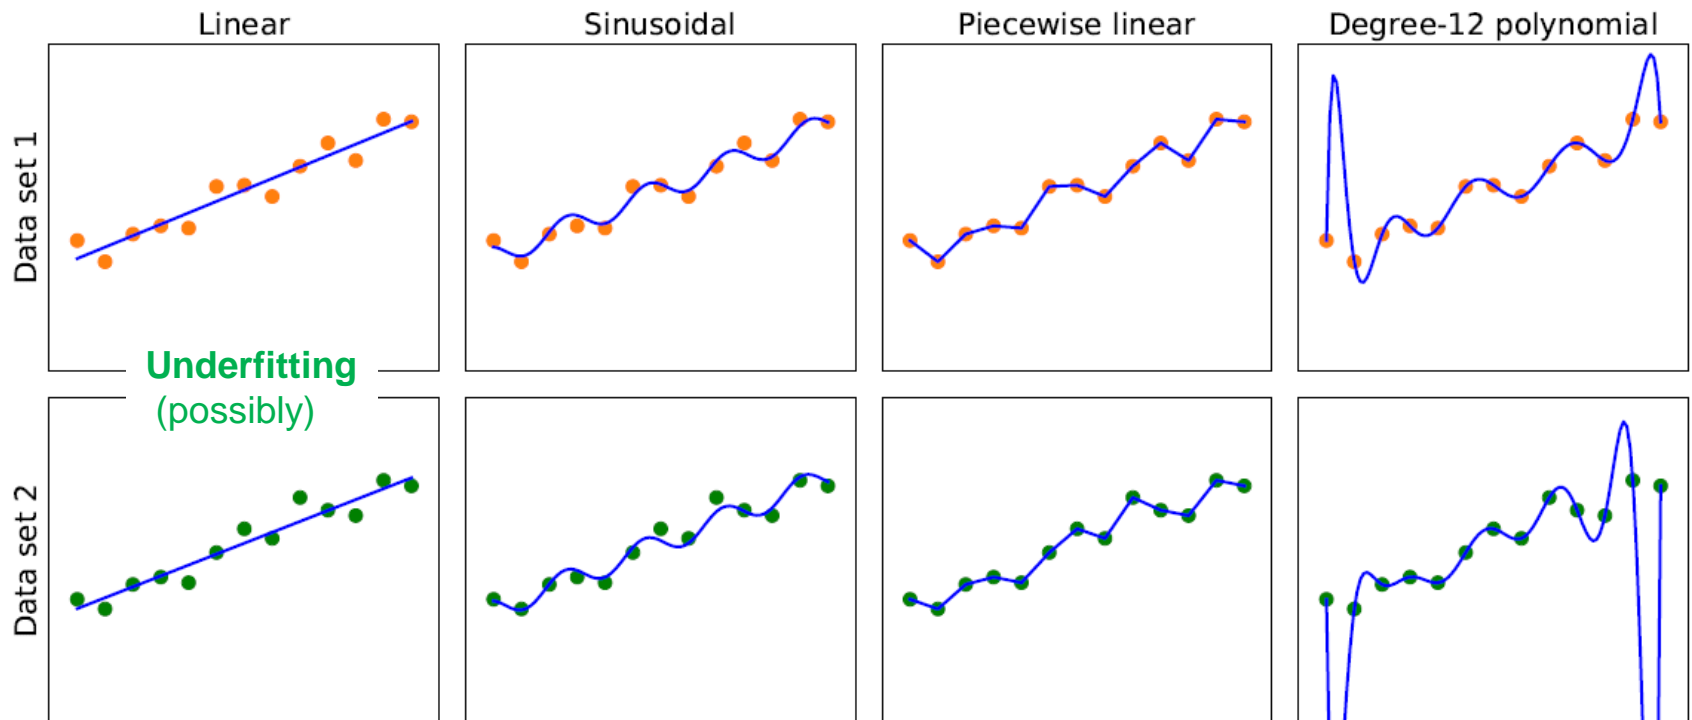 Linear
Sinusoidal
Piecewise linear
Degree-12 polynomial
Data set 1
Underfitting
(possibly)
Data set 2